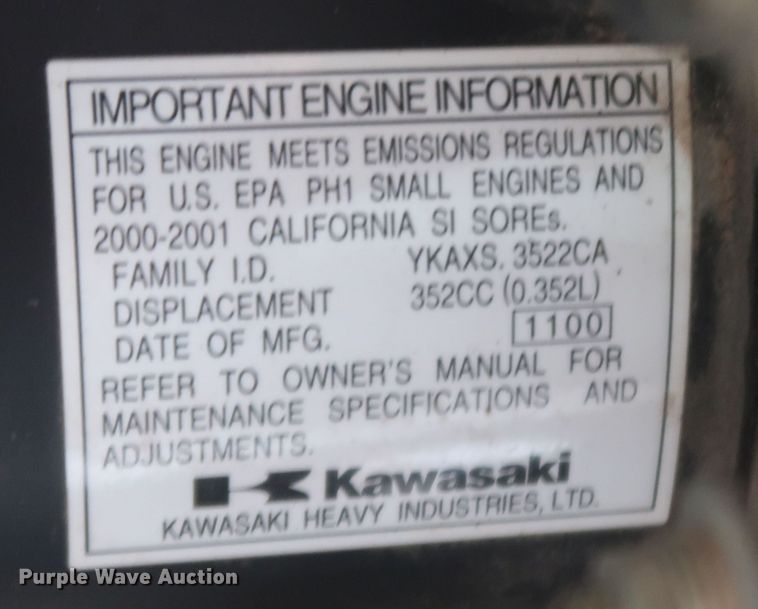 IMPORTANT ENGINE INFORMATION
THIS ENGINE MEETS EMISSIONS REGULATIONS
FOR U.S. EPA PH1 SMALL ENGINES AND
2000-2001 CALIFORNIA SI SOREs.
FAMILY I.D. YKAXS. 3522CA
DISPLACEMENT 352CC (0.352L)
DATE OF MFG. 1100
REFER TO OWNER'S MANUAL FOR
MAINTENANCE SPECIFICATIONS AND
ADJUSTMENTS.
Kawasaki
KAWASAKI HEAVY INDUSTRIES, LTD.
Purple Wave Auction